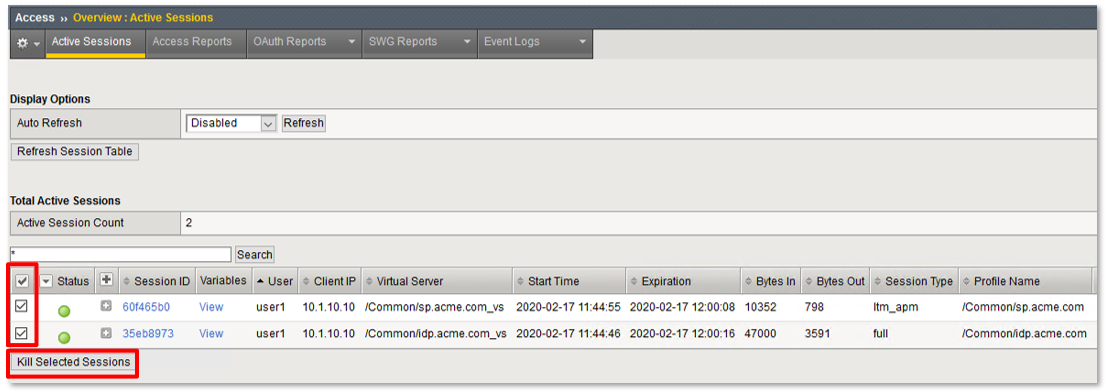 Access ›› Overview : Active Sessions
Active Sessions Access Reports OAuth Reports SWG Reports Event Logs
Display Options
Auto Refresh Disabled Refresh
Refresh Session Table
Total Active Sessions
Active Session Count 2
* Search
Status Session ID Variables User Client IP Virtual Server Start Time Expiration Bytes In Bytes Out Session Type Profile Name
60f465b0 View user1 10.1.10.10 /Common/sp.acme.com_vs 2020-02-17 11:44:55 2020-02-17 12:00:08 10352 798 ltm_apm /Common/sp.acme.com
35eb8973 View user1 10.1.10.10 /Common/idp.acme.com_vs 2020-02-17 11:44:46 2020-02-17 12:00:16 47000 3591 full /Common/idp.acme.com
Kill Selected Sessions